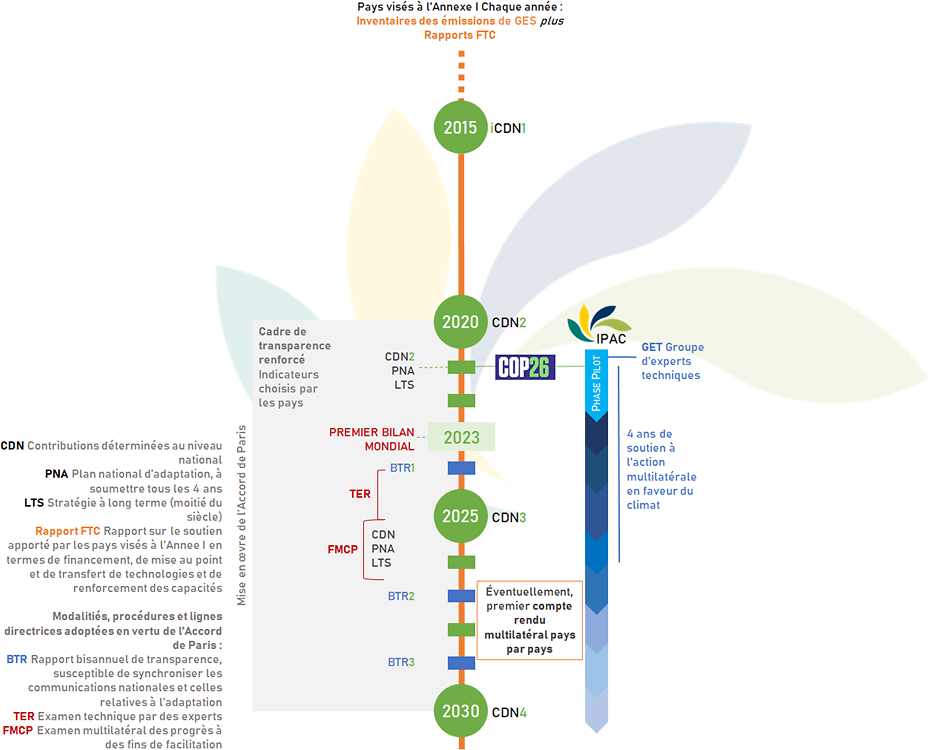 Pays visés à l'Annexe I Chaque année :
Inventaires des émissions de GES plus
Rapports FTC
2015
iCDN1
2020
CDN2
Cadre de
transparence
renforcé
Indicateurs
choisis par
les pays
CDN2
PNA
LTS
COP26
IPAC
PHASE PILOT
GET Groupe
d'experts
techniques
4 ans de
soutien à
l'action
multilatérale
en faveur du
climat
PREMIER BILAN
MONDIAL
2023
BTR1
TER
2025
CDN3
FMCP
CDN
PNA
LTS
BTR2
Éventuellement,
premier compte
rendu
multilatéral pays
par pays
BTR3
2030
CDN4
Mise en œvre de l'Accord de Paris
CDN Contributions déterminées au niveau
national
PNA Plan national d'adaptation, à
soumettre tous les 4 ans
LTS Stratégie à long terme (moitié du
siècle)
Rapport FTC Rapport sur le soutien
apporté par les pays visés à l'Anne I en
termes de financement, de mise au point
et de transfert de technologies et de
renforcement des capacités
Modalités, procédures et lignes
directrices adoptées en vertu de l'Accord
de Paris :
BTR Rapport bisannuel de transparence,
susceptible de synchroniser les
communications nationales et celles
relatives à l'adaptation
TER Examen technique par des experts
FMCP Examen multilatéral des progrès à
des fins de facilitation